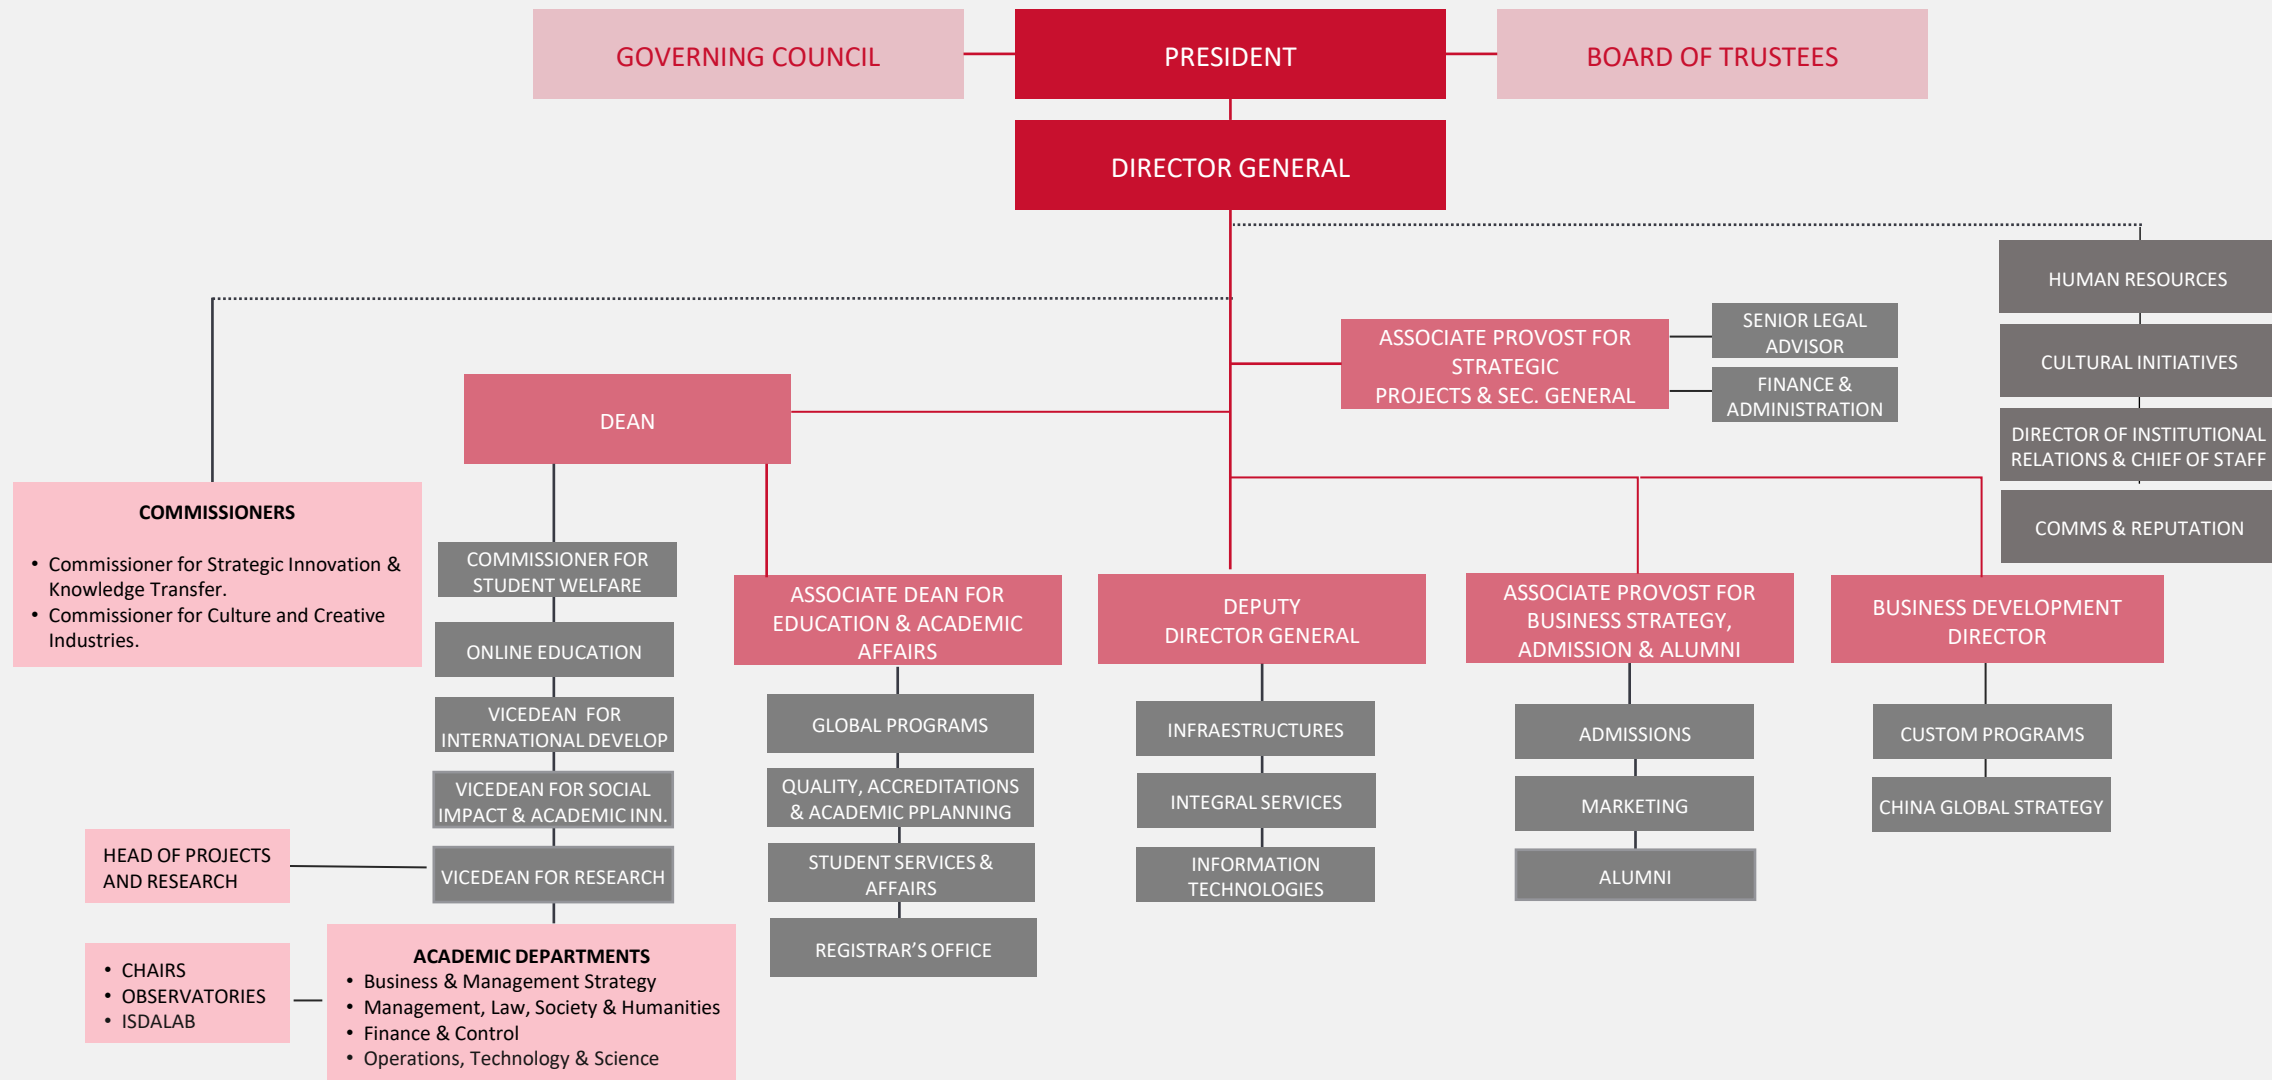 GOVERNING COUNCIL
PRESIDENT
BOARD OF TRUSTEES
DIRECTOR GENERAL
HUMAN RESOURCES
CULTURAL INITIATIVES
DIRECTOR OF INSTITUTIONAL
RELATIONS & CHIEF OF STAFF
COMMS & REPUTATION
ASSOCIATE PROVOST FOR
STRATEGIC
PROJECTS & SEC. GENERAL
SENIOR LEGAL
ADVISOR
FINANCE &
ADMINISTRATION
DEAN
COMMISSIONERS
• Commissioner for Strategic Innovation &
Knowledge Transfer.
• Commissioner for Culture and Creative
Industries.
COMMISSIONER FOR
STUDENT WELFARE
ONLINE EDUCATION
VICEDEAN FOR
INTERNATIONAL DEVELOP
VICEDEAN FOR SOCIAL
IMPACT & ACADEMIC INN.
VICEDEAN FOR RESEARCH
HEAD OF PROJECTS
AND RESEARCH
• CHAIRS
• OBSERVATORIES
• ISDALAB
ACADEMIC DEPARTMENTS
• Business & Management Strategy
• Management, Law, Society & Humanities
• Finance & Control
• Operations, Technology & Science
ASSOCIATE DEAN FOR
EDUCATION & ACADEMIC
AFFAIRS
GLOBAL PROGRAMS
QUALITY, ACCREDITATIONS
& ACADEMIC PPLANNING
STUDENT SERVICES &
AFFAIRS
REGISTRAR’S OFFICE
DEPUTY
DIRECTOR GENERAL
INFRAESTRUCTURES
INTEGRAL SERVICES
INFORMATION
TECHNOLOGIES
ASSOCIATE PROVOST FOR
BUSINESS STRATEGY,
ADMISSION & ALUMNI
ADMISSIONS
MARKETING
ALUMNI
BUSINESS DEVELOPMENT
DIRECTOR
CUSTOM PROGRAMS
CHINA GLOBAL STRATEGY